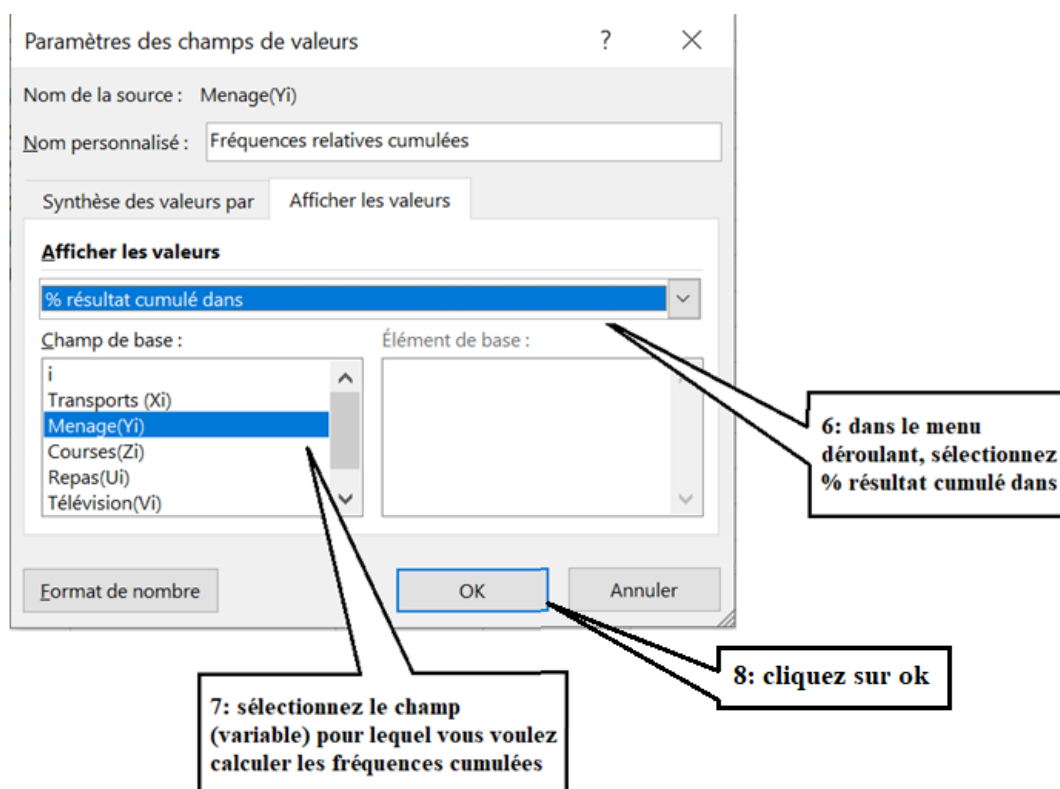 Paramètres des champs de valeurs ? ×
Nom de la source : Menage(Yi)
Nom personnalisé : Fréquences relatives cumulées
Synthèse des valeurs par Afficher les valeurs
Afficher les valeurs
% résultat cumulé dans
Champ de base : Élément de base :
i
Transports (Xi)
Menage(Yi)
Courses(Zi)
Repas(Ui)
Télévision(Vi)
6: dans le menu
déroulant, sélectionnez
% résultat cumulé dans
Format de nombre OK Annuler
8: cliquez sur ok
7: sélectionnez le champ
(variable) pour lequel vous voulez
calculer les fréquences cumulées